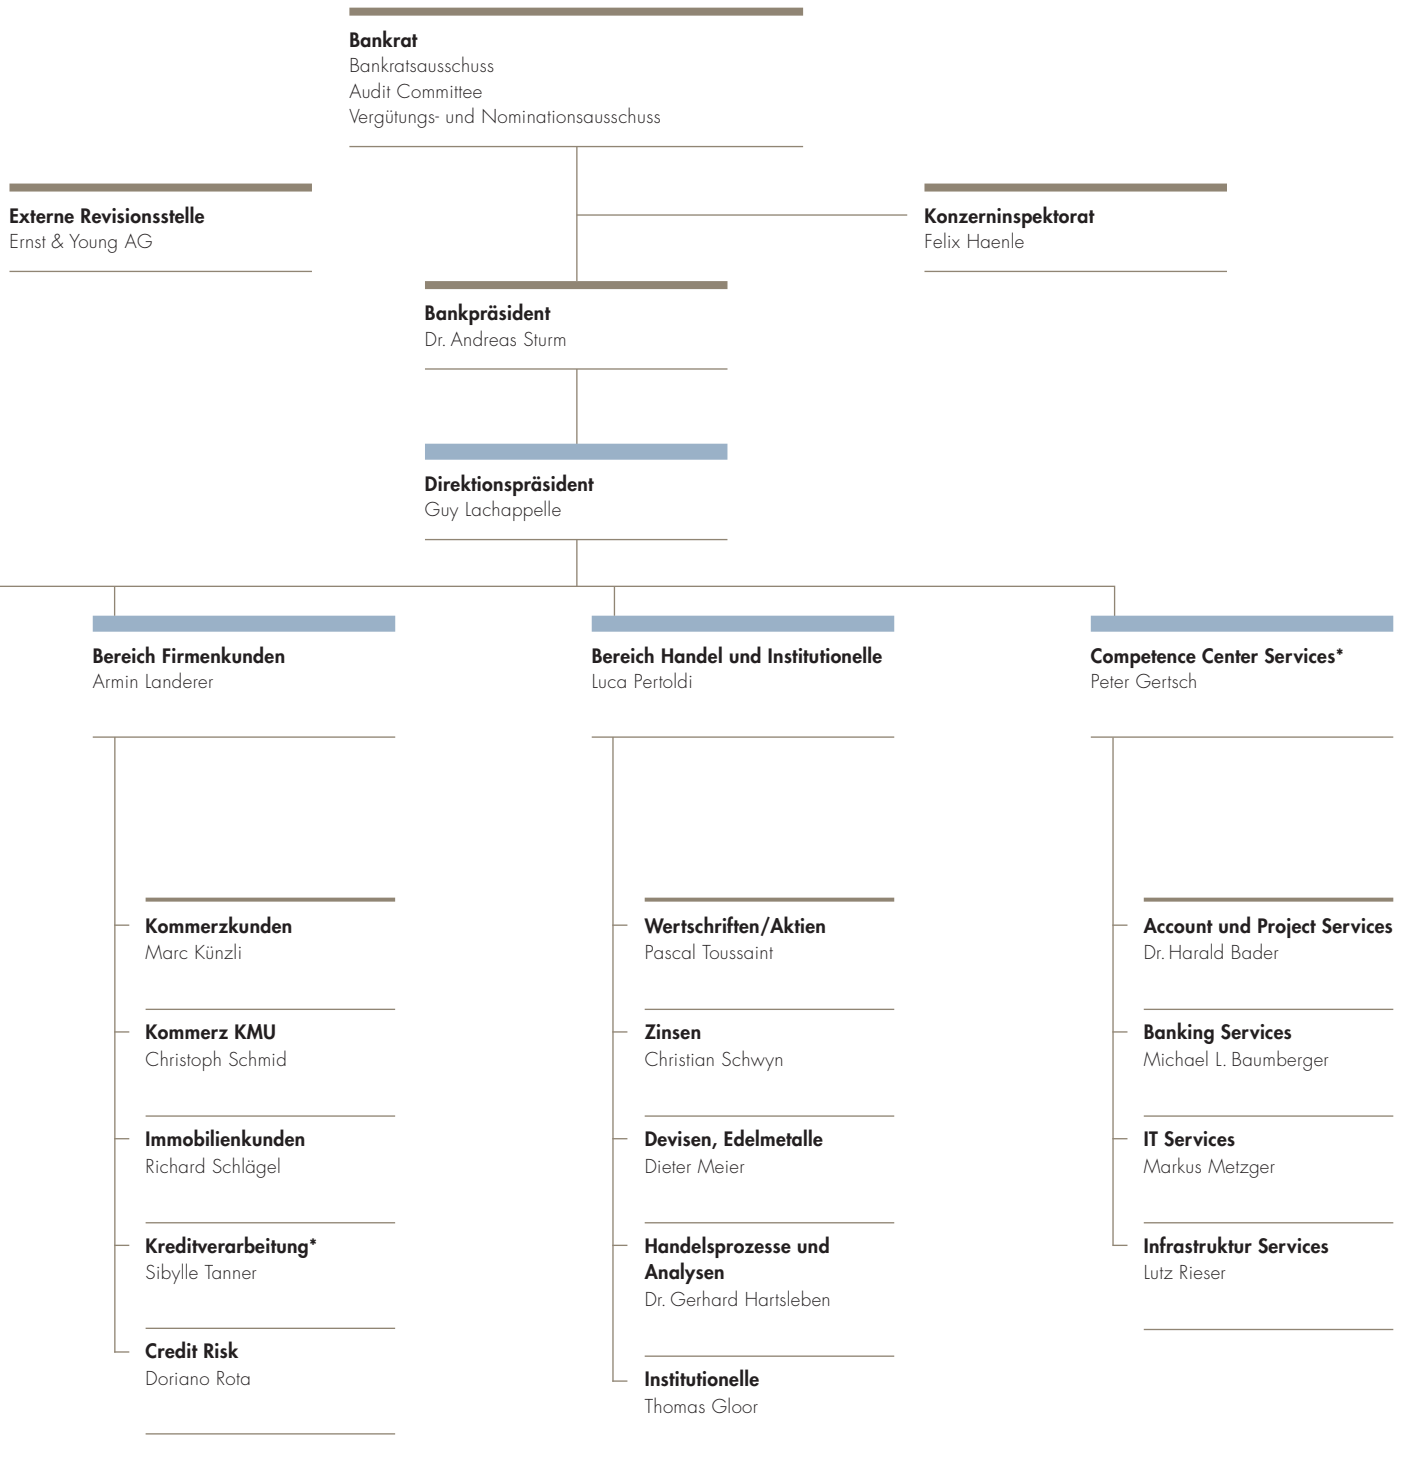 Bankrat
Bankratsausschuss
Audit Committee
Vergütungs- und Nominationsausschuss
Externe Revisionsstelle
Ernst & Young AG
Konzerninspektorat
Felix Haenle
Bankpräsident
Dr. Andreas Sturm
Direktionspräsident
Guy Lachappelle
Bereich Firmenkunden
Armin Landerer
Bereich Handel und Institutionelle
Luca Pertoldi
Competence Center Services*
Peter Gertsch
Kommerzkunden
Marc Künzli
Kommerz KMU
Christoph Schmid
Immobilienkunden
Richard Schlägel
Kreditverarbeitung*
Sibylle Tanner
Credit Risk
Doriano Rota
Wertschriften/Aktien
Pascal Toussaint
Zinsen
Christian Schwyn
Devisen, Edelmetalle
Dieter Meier
Handelsprozesse und
Analysen
Dr. Gerhard Hartsleben
Institutionelle
Thomas Gloor
Account und Project Services
Dr. Harald Bader
Banking Services
Michael L. Baumberger
IT Services
Markus Metzger
Infrastruktur Services
Lutz Rieser